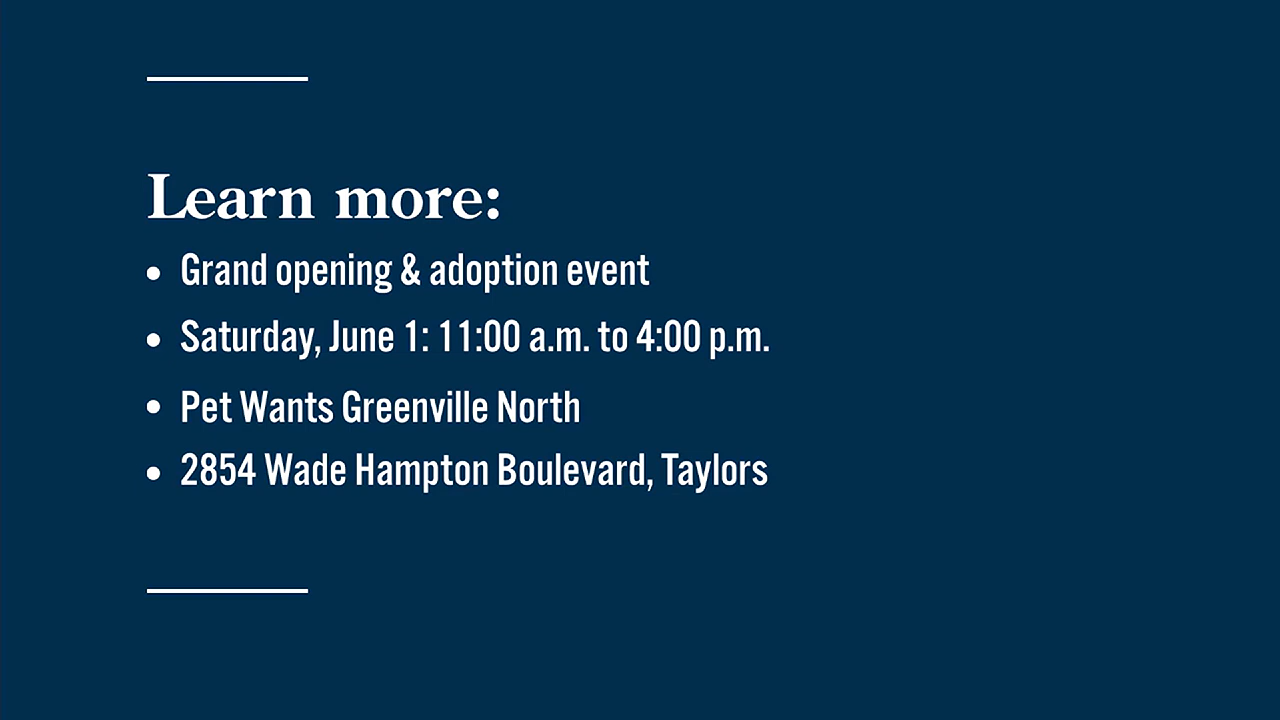 Learn more:
• Grand opening & adoption event
• Saturday, June 1: 11:00 a.m. to 4:00 p.m.
• Pet Wants Greenville North
• 2854 Wade Hampton Boulevard, Taylors